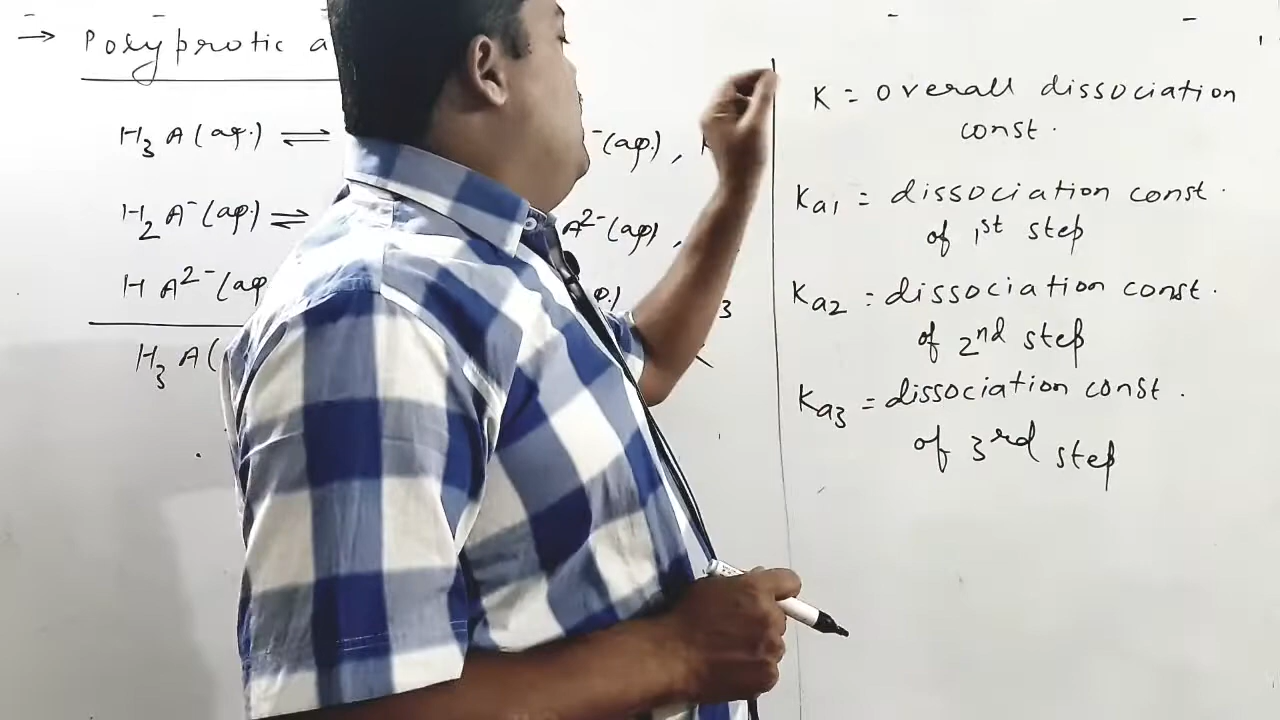 → Polyprotic a
H₃A(aq.) ⇌ ⁻(aq.), K
H₂A⁻(aq.) ⇌ A²⁻(aq.),
HA²⁻(aq 3
H₃A(
K = overall dissociation
const.
Ka₁ = dissociation const.
of 1st step
Ka₂ = dissociation const.
of 2nd step
Ka₃ = dissociation const.
of 3rd step